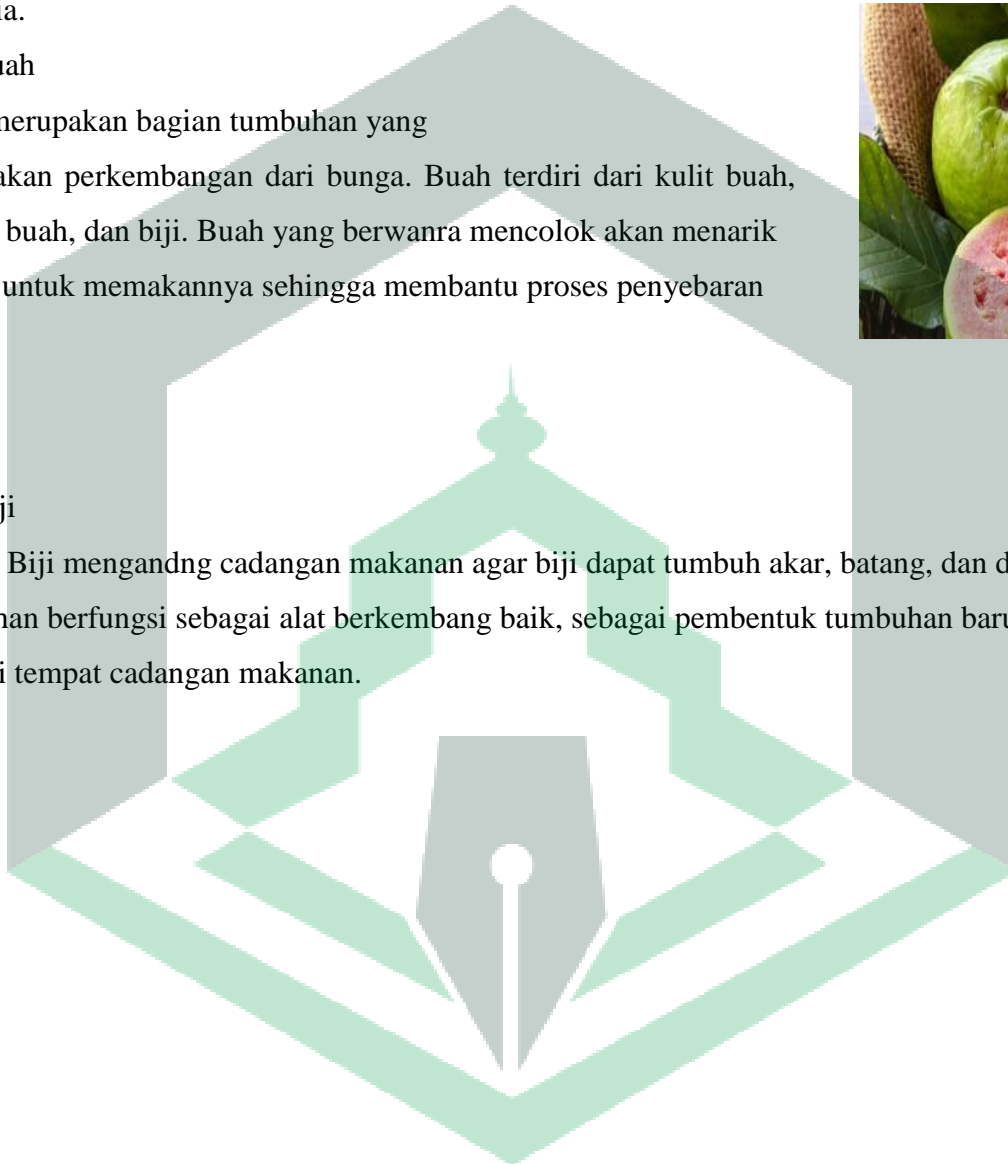 ia.
uah
merupakan bagian tumbuhan yang
akan perkembangan dari bunga. Buah terdiri dari kulit buah,
buah, dan biji. Buah yang berwanra mencolok akan menarik
untuk memakannya sehingga membantu proses penyebaran
ji
Biji mengandng cadangan makanan agar biji dapat tumbuh akar, batang, dan d
nan berfungsi sebagai alat berkembang baik, sebagai pembentuk tumbuhan baru
i tempat cadangan makanan.